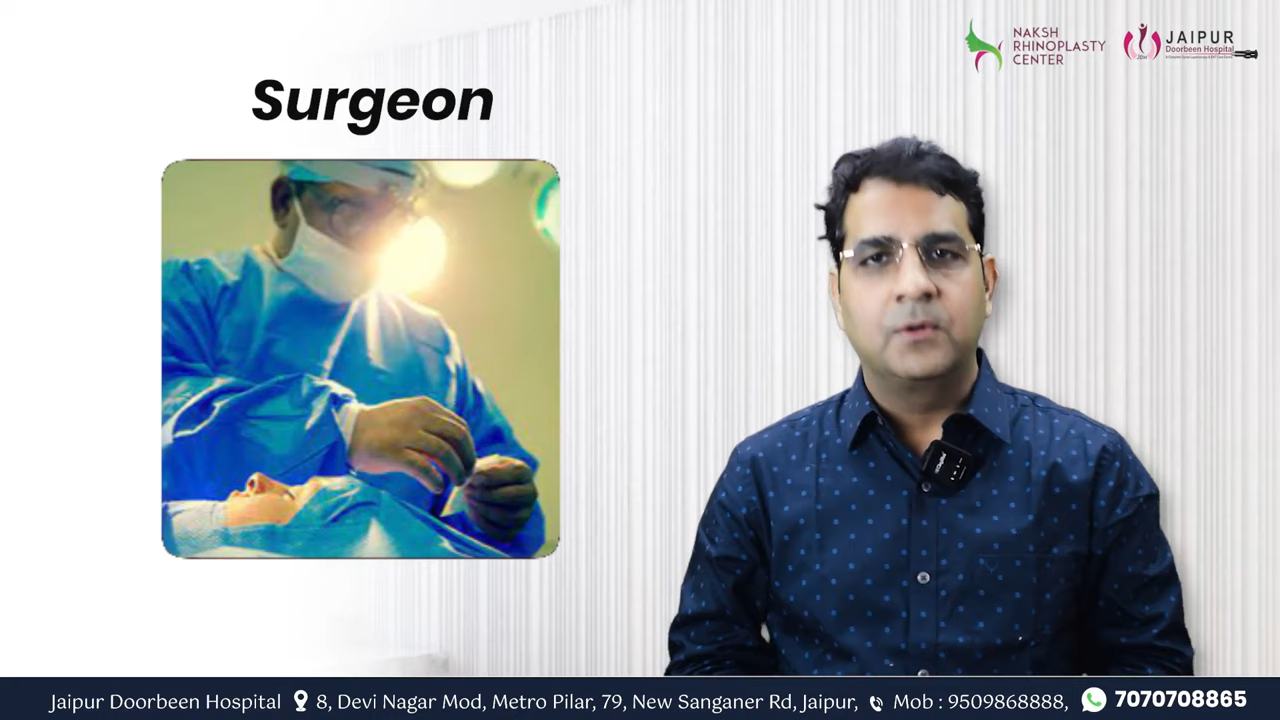 NAKSH
RHINOPLASTY
CENTER
JAIPUR
Doorbeen Hospital
JDH
Surgeon
Jaipur Doorbeen Hospital 8, Devi Nagar Mod, Metro Pilar, 79, New Sanganer Rd, Jaipur, Mob : 9509868888, 7070708865